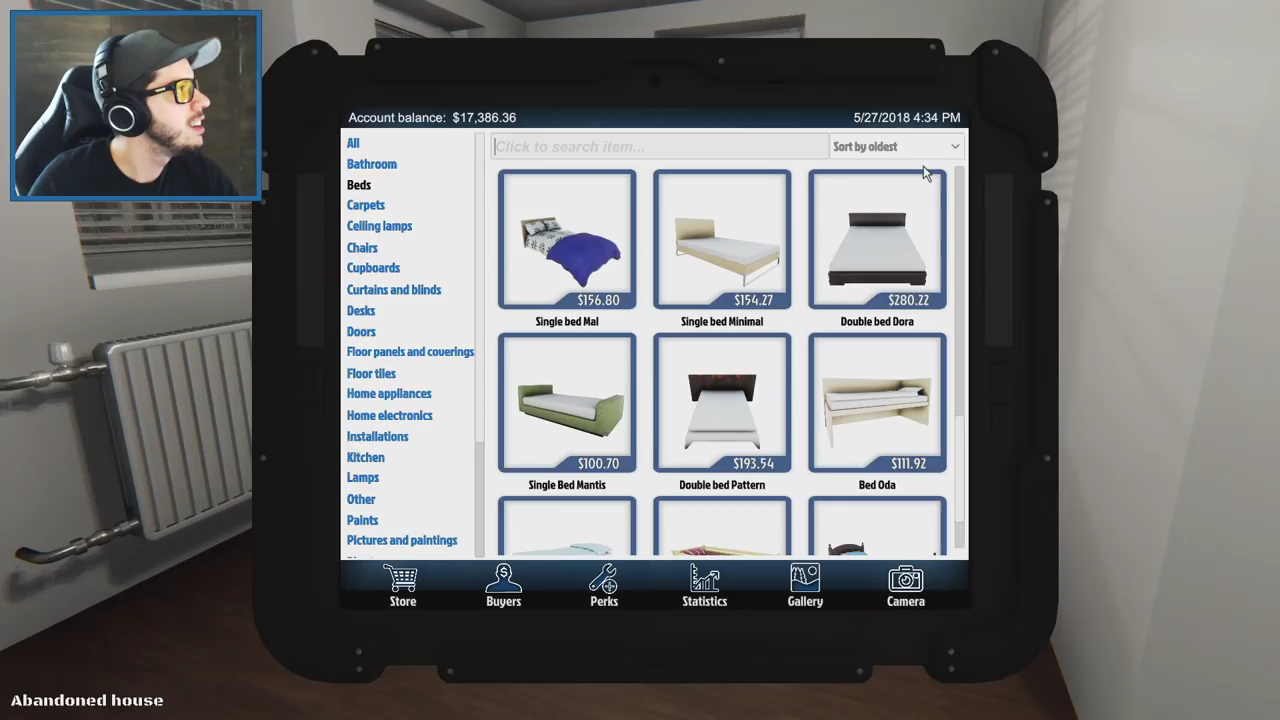 Account balance: $17,386.36
5/27/2018 4:34 PM
All
Bathroom
Beds
Carpets
Ceiling lamps
Chairs
Cupboards
Curtains and blinds
Desks
Doors
Floor panels and coverings
Floor tiles
Home appliances
Home electronics
Installations
Kitchen
Lamps
Other
Paints
Pictures and paintings
Click to search item...
Sort by oldest
$156.80
$154.27
$280.22
Single bed Mal
Single bed Minimal
Double bed Dora
$100.70
$193.54
$111.92
Single Bed Mantis
Double bed Pattern
Bed Oda
Store
Buyers
Perks
Statistics
Gallery
Camera
Abandoned house